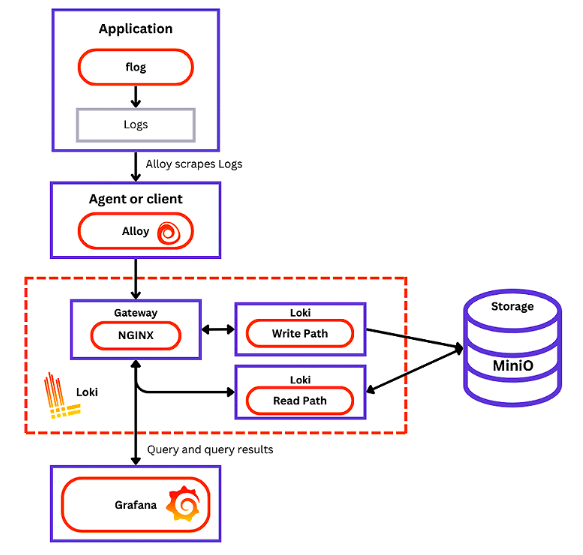 Application
flog
Logs
Alloy scrapes Logs
Agent or client
Alloy
Gateway
NGINX
Loki
Write Path
Storage
MinIO
Loki
Read Path
Loki
Query and query results
Grafana